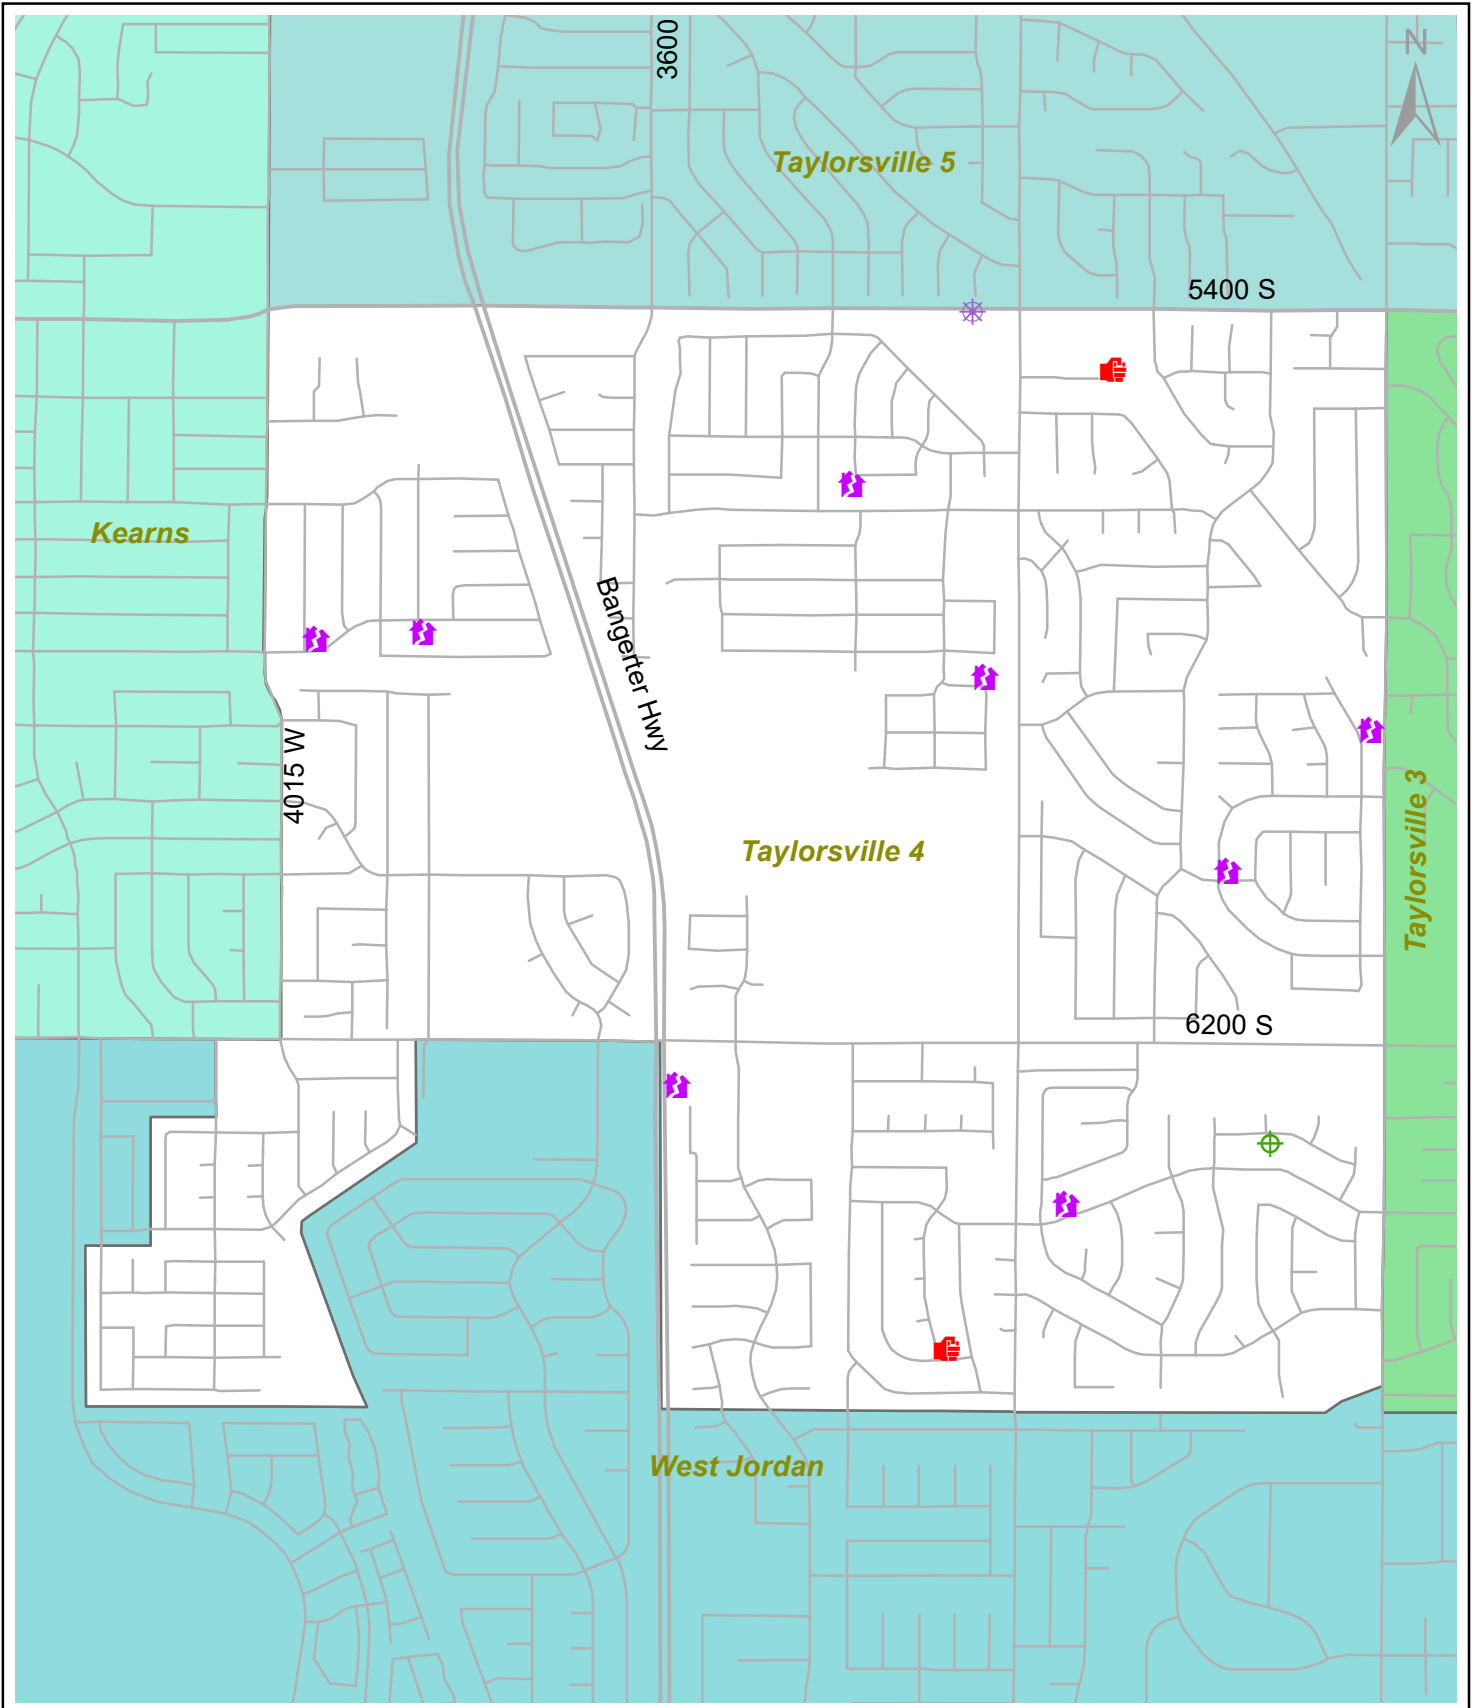 3600
N
Taylorsville 5
5400 S
Kearns
Bangerter Hwy
4015 W
Taylorsville 4
Taylorsville 3
6200 S
West Jordan